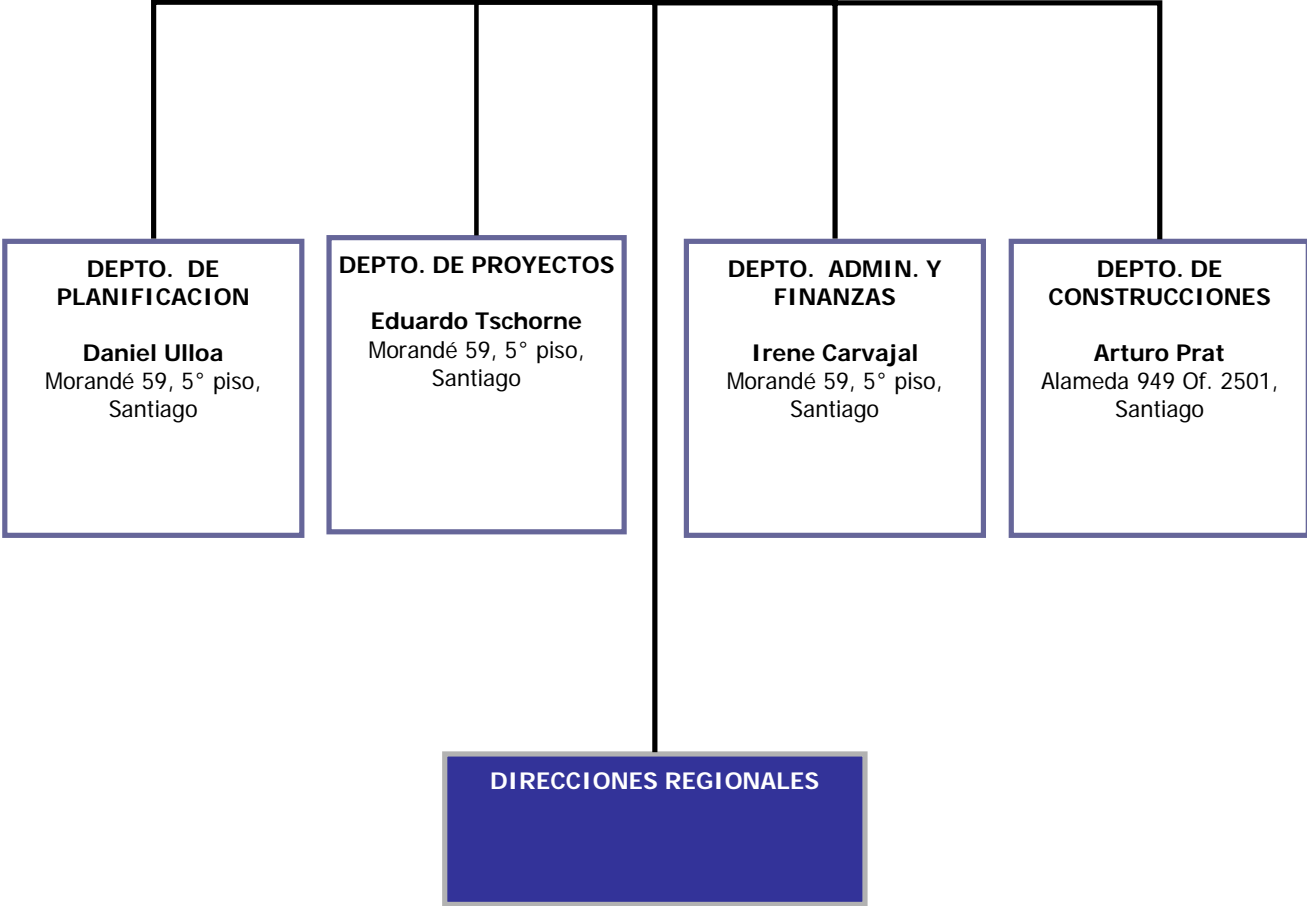 DEPTO. DE
PLANIFICACION
Daniel Ulloa
Morandé 59, 5° piso,
Santiago
DEPTO. DE PROYECTOS
Eduardo Tschorne
Morandé 59, 5° piso,
Santiago
DEPTO. ADMIN. Y
FINANZAS
Irene Carvajal
Morandé 59, 5° piso,
Santiago
DEPTO. DE
CONSTRUCCIONES
Arturo Prat
Alameda 949 Of. 2501,
Santiago
DIRECCIONES REGIONALES